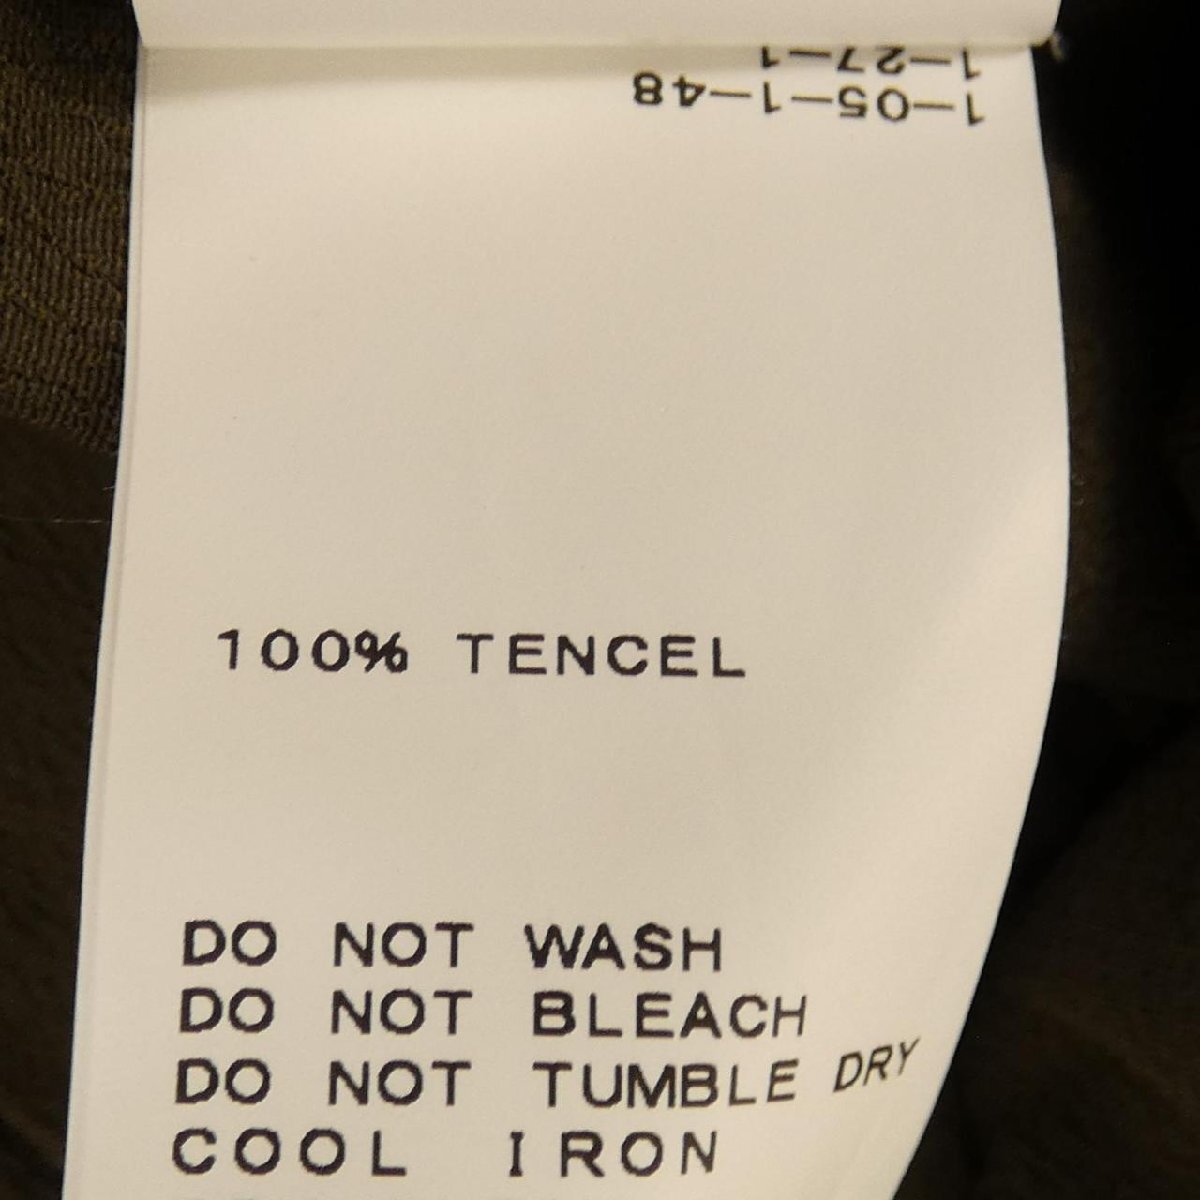 1-05-1-48
1-27-1
100% TENCEL
DO NOT WASH
DO NOT BLEACH
DO NOT TUMBLE DRY
COOL IRON